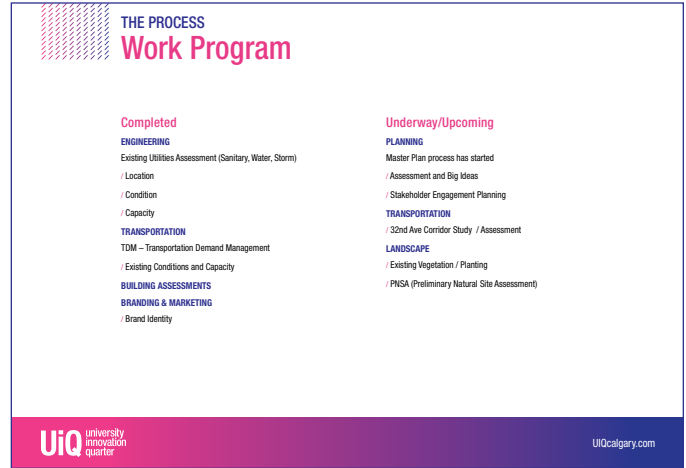 THE PROCESS
Work Program
Completed
ENGINEERING
Existing Utilities Assessment (Sanitary, Water, Storm)
/ Location
/ Condition
/ Capacity
TRANSPORTATION
TDM – Transportation Demand Management
/ Existing Conditions and Capacity
BUILDING ASSESSMENTS
BRANDING & MARKETING
/ Brand Identity
Underway/Upcoming
PLANNING
Master Plan process has started
/ Assessment and Big Ideas
/ Stakeholder Engagement Planning
TRANSPORTATION
/ 32nd Ave Corridor Study / Assessment
LANDSCAPE
/ Existing Vegetation / Planting
/ PNSA (Preliminary Natural Site Assessment)
UiQ
university
innovation
quarter
UIQcalgary.com